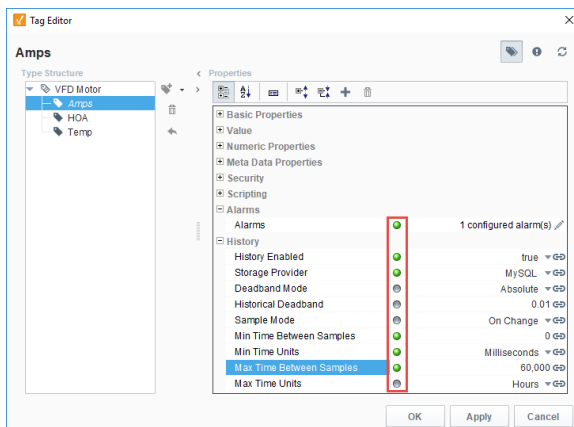 Tag Editor
Amps
Type Structure
Properties
VFD Motor
Amps
HOA
Temp
Basic Properties
Value
Numeric Properties
Meta Data Properties
Security
Scripting
Alarms
Alarms 1 configured alarm(s)
History
History Enabled true
Storage Provider MySQL
Deadband Mode Absolute
Historical Deadband 0.01
Sample Mode On Change
Min Time Between Samples 0
Min Time Units Milliseconds
Max Time Between Samples 60,000
Max Time Units Hours
OK Apply Cancel